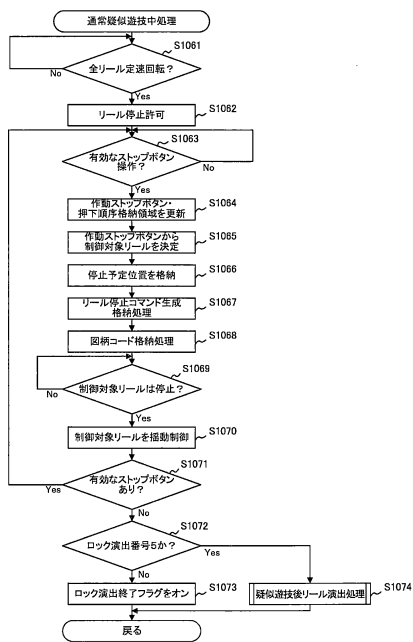 通常疑似遊技中処理
S1061
全リール定速回転？
No
Yes
S1062
リール停止許可
S1063
有効なストップボタン
操作？
No
Yes
S1064
作動ストップボタン・
押下順序格納領域を更新
S1065
作動ストップボタンから
制御対象リールを決定
S1066
停止予定位置を格納
S1067
リール停止コマンド生成
格納処理
S1068
図柄コード格納処理
S1069
制御対象リールは停止？
No
Yes
S1070
制御対象リールを揺動制御
S1071
有効なストップボタン
あり？
Yes
No
S1072
ロック演出番号5か？
Yes
No
S1073
ロック演出終了フラグをオン
S1074
疑似遊技後リール演出処理
戻る